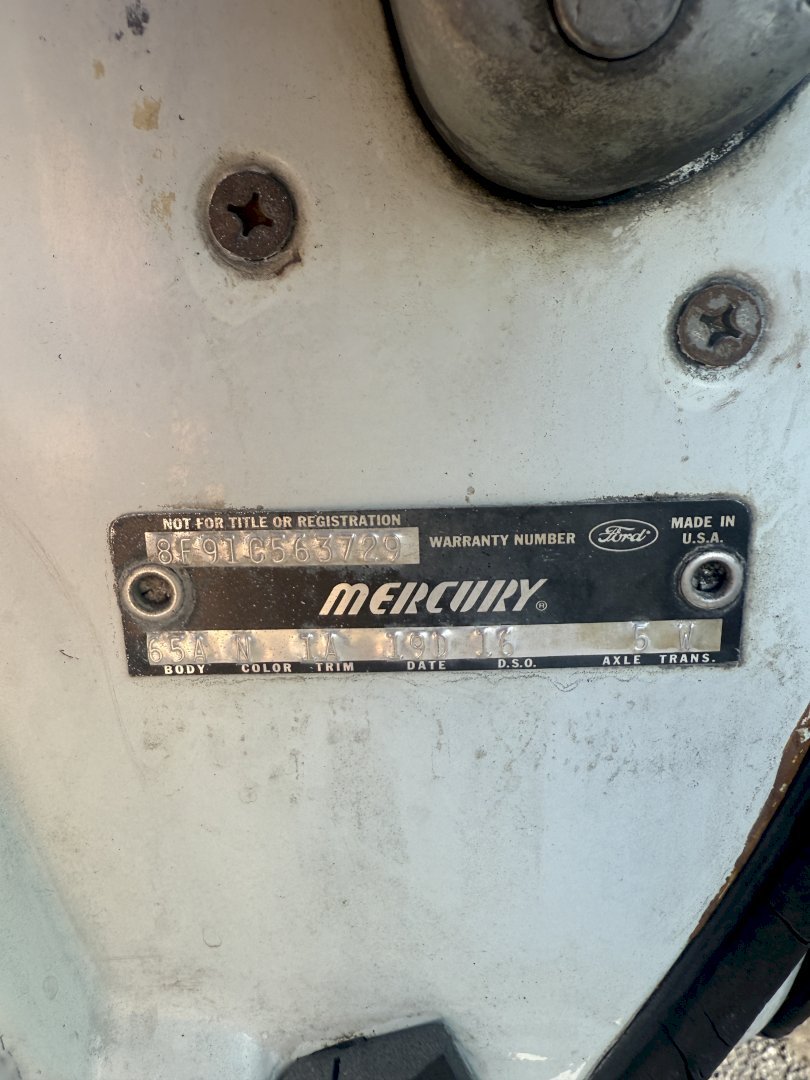 NOT FOR TITLE OR REGISTRATION
8F91C563729
WARRANTY NUMBER
Ford
MADE IN
U.S.A.
MERCURY®
65A N 1A 19D 16 5 W
BODY COLOR TRIM DATE D.S.O. AXLE TRANS.